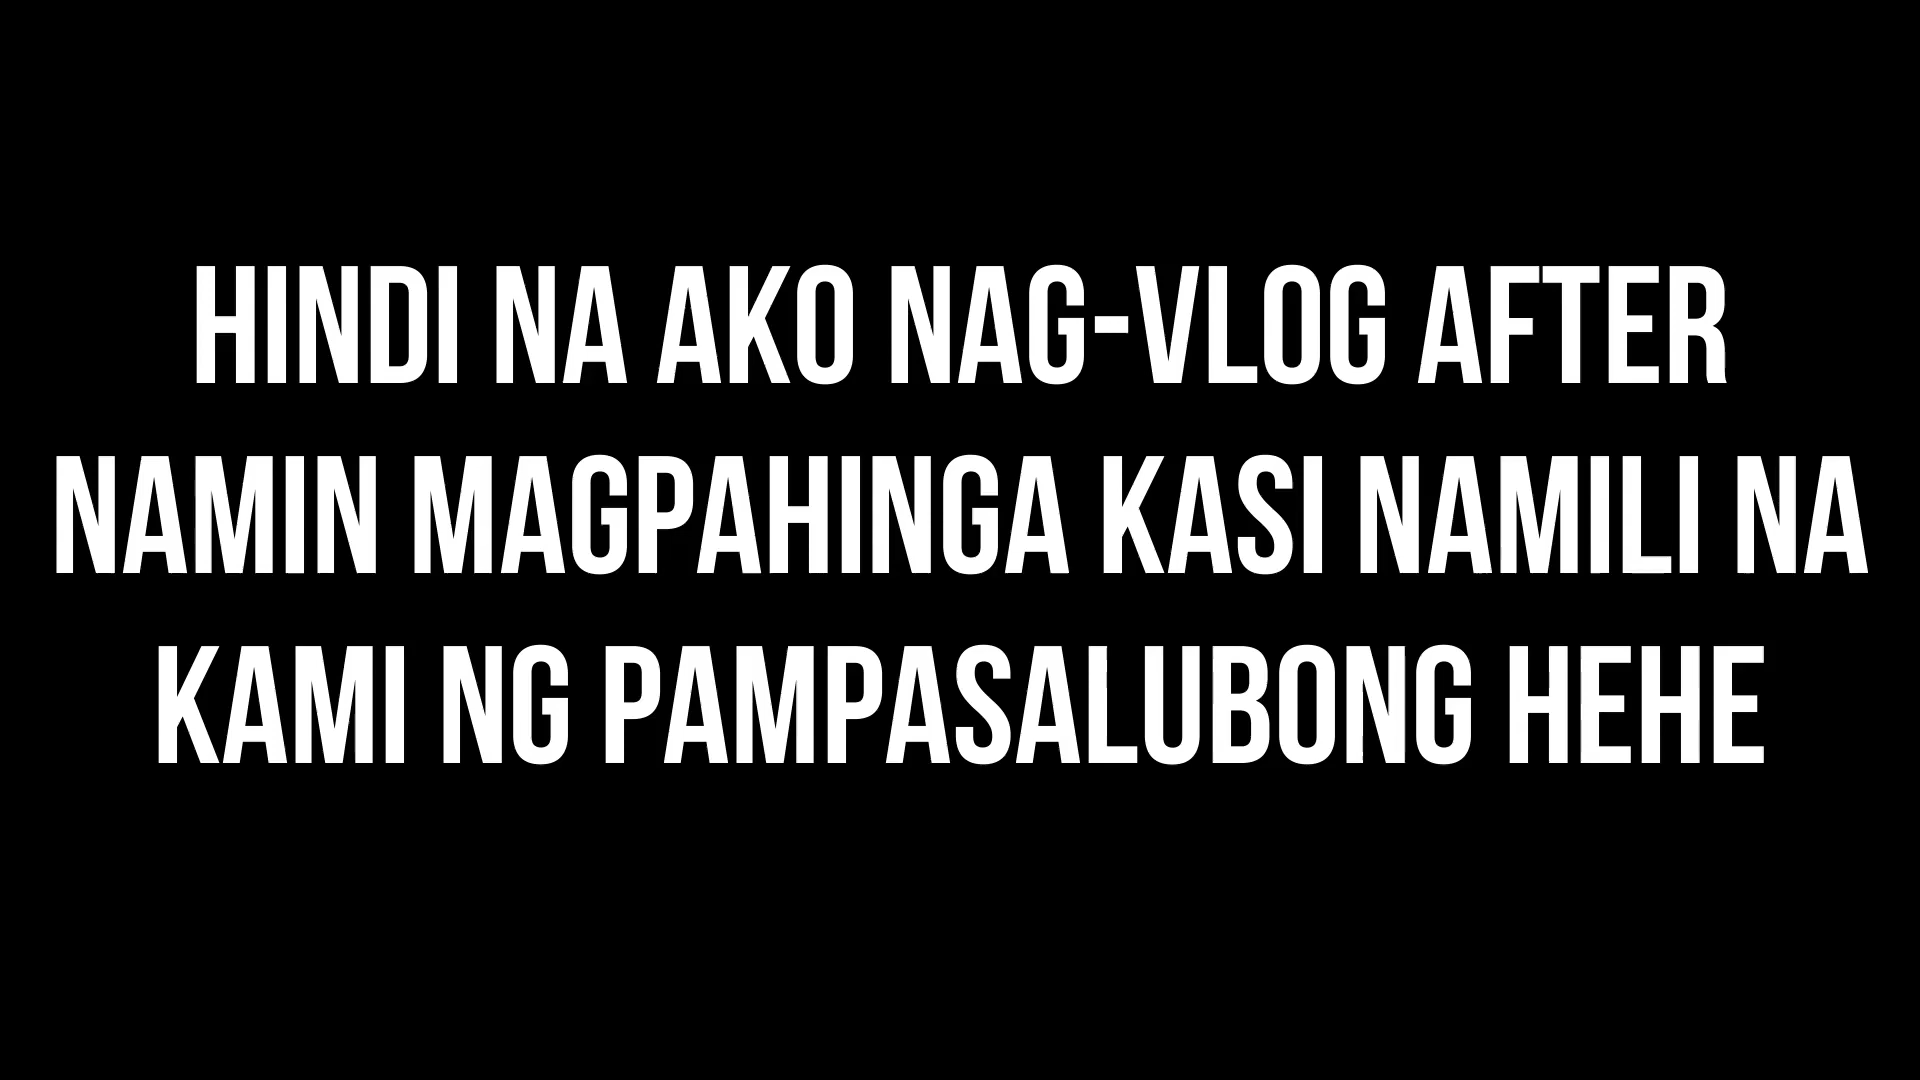 HINDI NA AKO NAG-VLOG AFTER
NAMIN MAGPAHINGA KASI NAMILI NA
KAMI NG PAMPASALUBONG HEHE